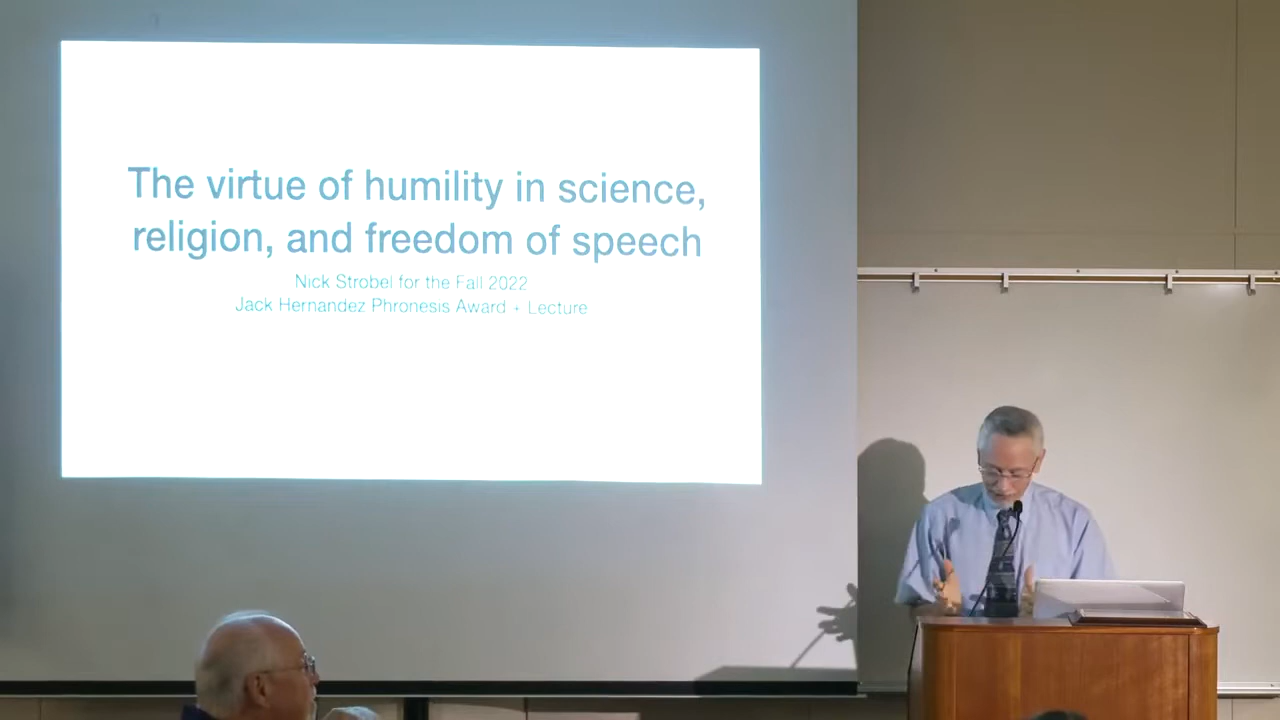 The virtue of humility in science,
religion, and freedom of speech
Nick Strobel for the Fall 2022
Jack Hernandez Phronesis Award + Lecture